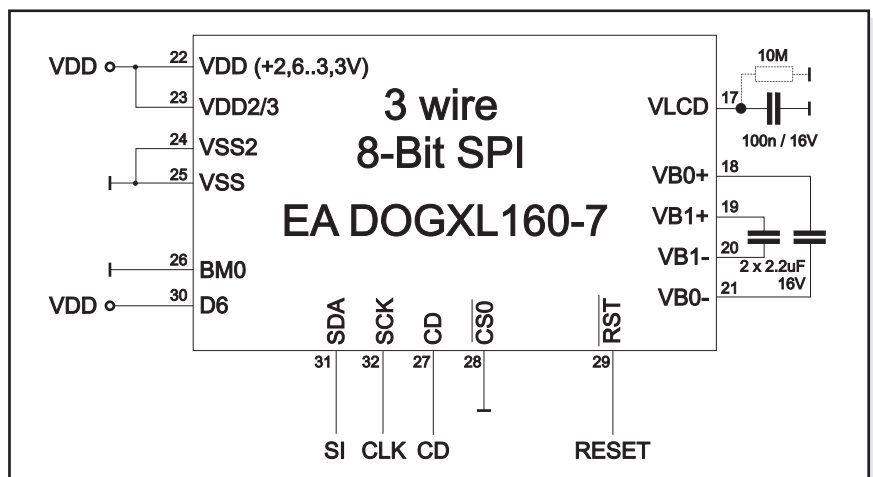 3 wire
8-Bit SPI
EA DOGXL160-7
VDD 22 VDD (+2,6..3,3V)
23 VDD2/3
24 VSS2
25 VSS
26 BM0
VDD 30 D6
10M
VLCD 17
100n / 16V
VB0+ 18
VB1+ 19
VB1- 20
2 x 2.2uF
16V
VB0- 21
SDA SCK CD CS0 RST
31 32 27 28 29
SI CLK CD RESET